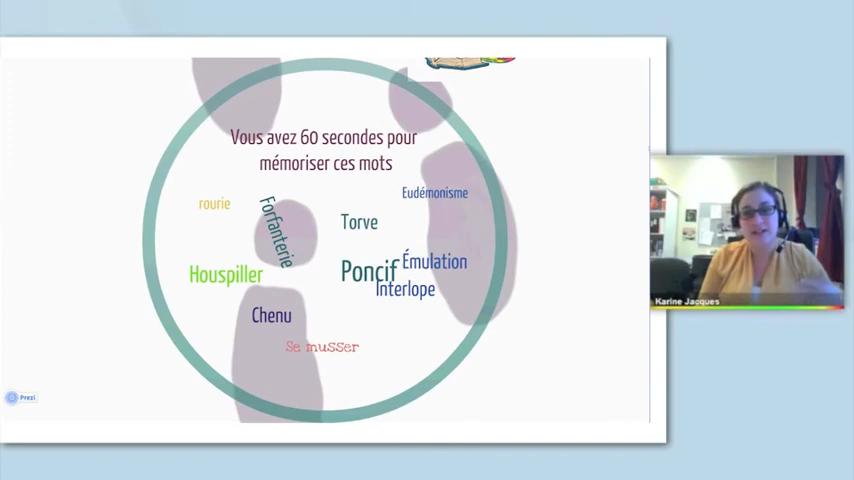 Vous avez 60 secondes pour
mémoriser ces mots
Eudémonisme
rourie
Forfanterie
Torve
Émulation
Houspiller
Poncif
Interlope
Chenu
Se musser
Karine Jacques
Prezi